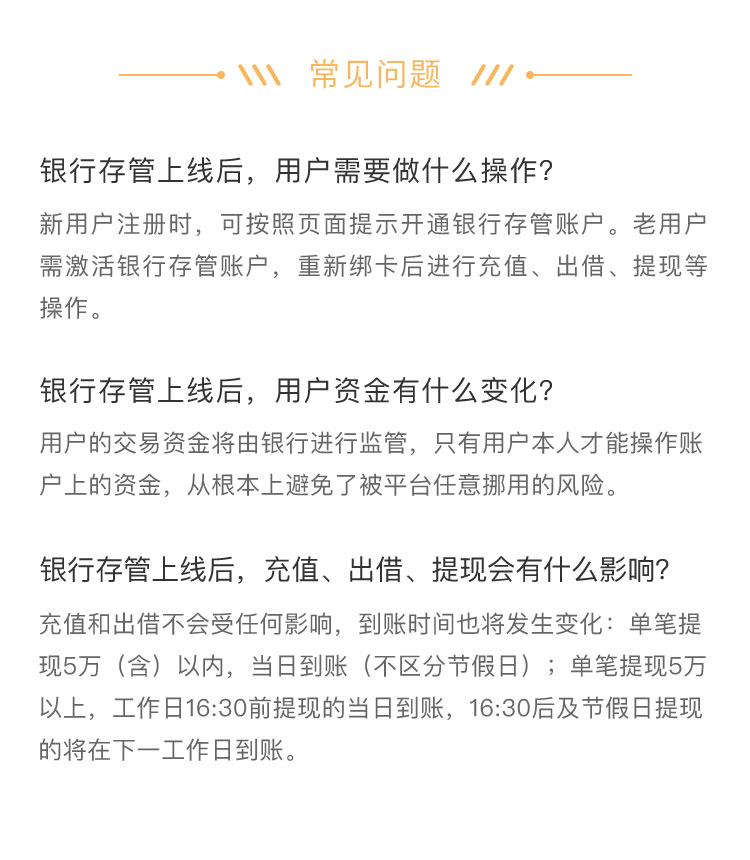 常见问题
银行存管上线后，用户需要做什么操作？
新用户注册时，可按照页面提示开通银行存管账户。老用户
需激活银行存管账户，重新绑卡后进行充值、出借、提现等
操作。
银行存管上线后，用户资金有什么变化？
用户的交易资金将由银行进行监管，只有用户本人才能操作账
户上的资金，从根本上避免了被平台任意挪用的风险。
银行存管上线后，充值、出借、提现会有什么影响？
充值和出借不会受任何影响，到账时间也将发生变化：单笔提
现5万（含）以内，当日到账（不区分节假日）；单笔提现5万
以上，工作日16:30前提现的当日到账，16:30后及节假日提现
的将在下一工作日到账。